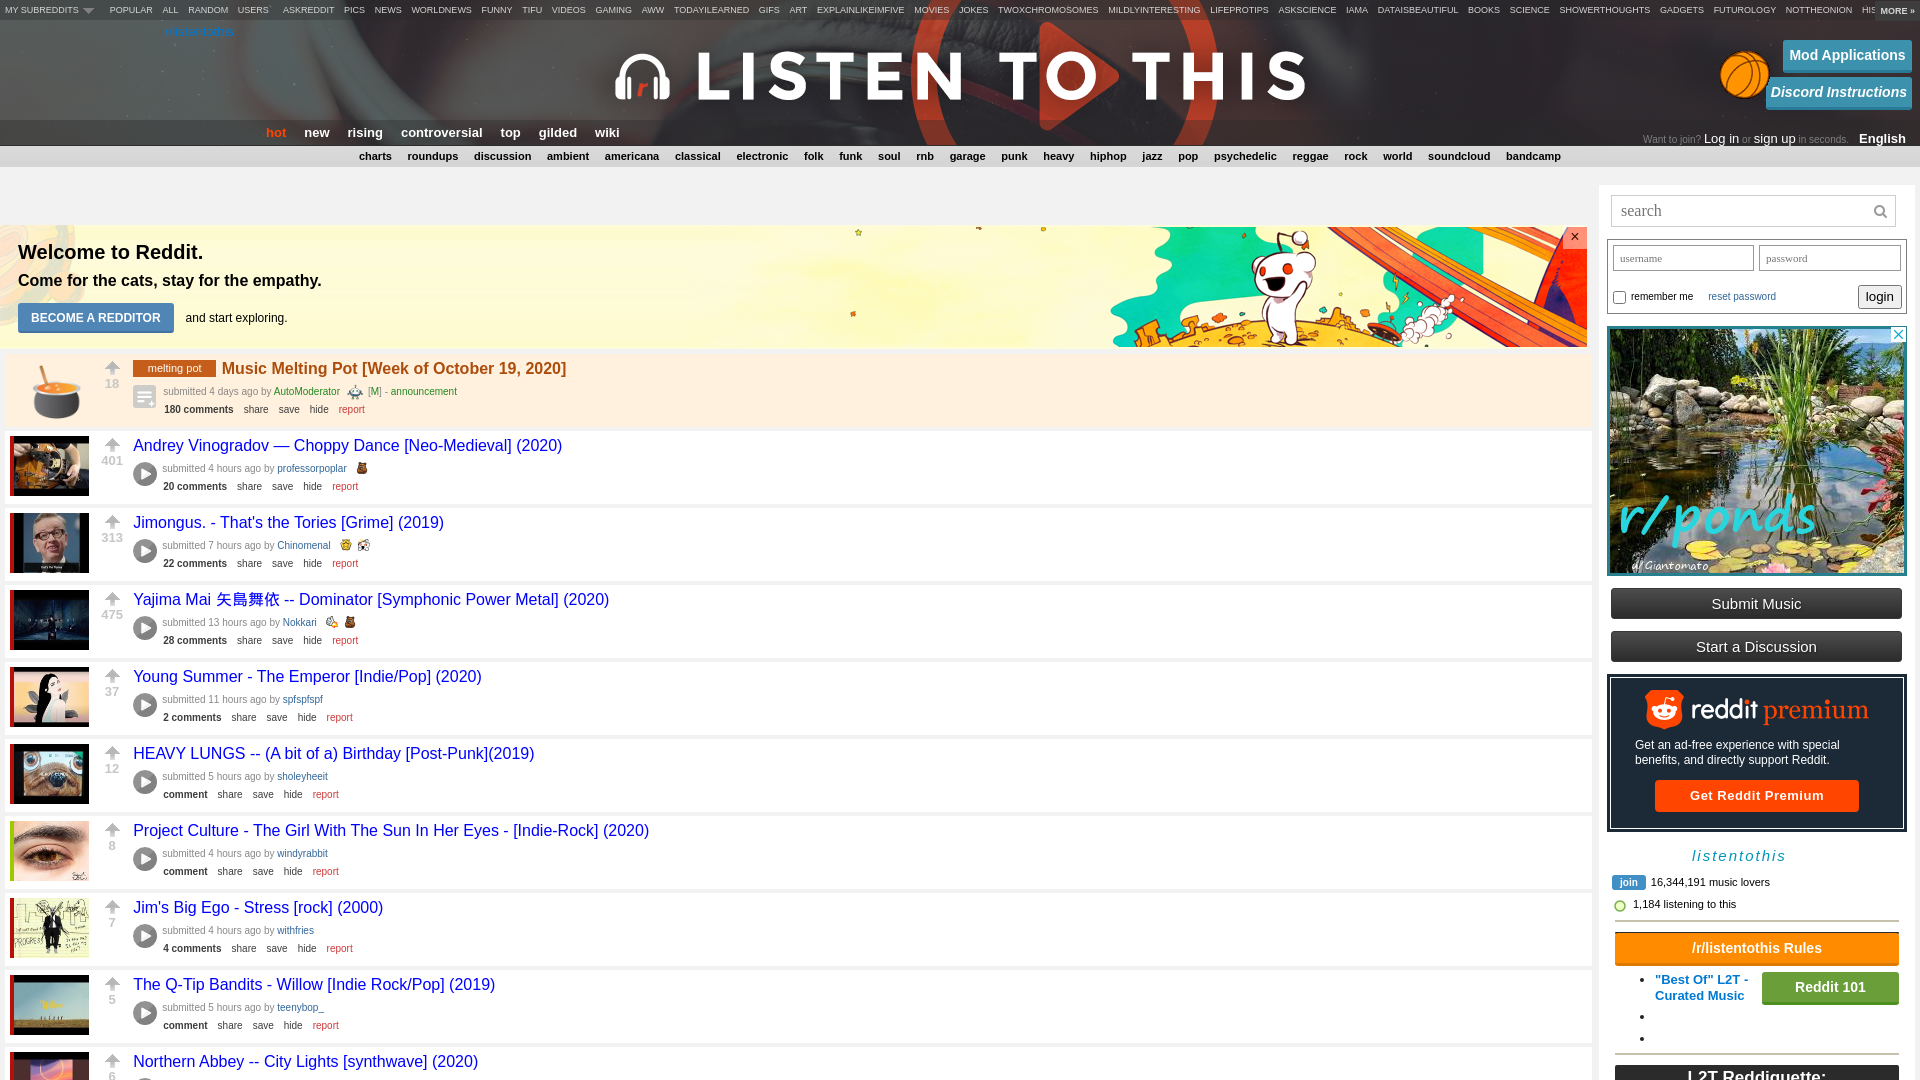 MY SUBREDDITS POPULAR ALL RANDOM USERS ASKREDDIT PICS NEWS WORLDNEWS FUNNY TIFU VIDEOS GAMING AWW TODAYILEARNED GIFS ART EXPLAINLIKEIMFIVE MOVIES JOKES TWOXCHROMOSOMES MILDLYINTERESTING LIFEPROTIPS ASKSCIENCE IAMA DATAISBEAUTIFUL BOOKS SCIENCE SHOWERTHOUGHTS GADGETS FUTUROLOGY NOTTHEONION HIS MORE »
LISTEN TO THIS
Mod Applications
Discord Instructions
hot new rising controversial top gilded wiki
Want to join? Log in or sign up in seconds. English
charts roundups discussion ambient americana classical electronic folk funk soul rnb garage punk heavy hiphop jazz pop psychedelic reggae rock world soundcloud bandcamp
Welcome to Reddit.
Come for the cats, stay for the empathy.
BECOME A REDDITOR and start exploring.
×
18
melting pot Music Melting Pot [Week of October 19, 2020]
submitted 4 days ago by AutoModerator [M] - announcement
180 comments share save hide report
401
Andrey Vinogradov — Choppy Dance [Neo-Medieval] (2020)
submitted 4 hours ago by professorpoplar
20 comments share save hide report
313
Jimongus. - That's the Tories [Grime] (2019)
submitted 7 hours ago by Chinomenal
22 comments share save hide report
475
Yajima Mai 矢島舞依 -- Dominator [Symphonic Power Metal] (2020)
submitted 13 hours ago by Nokkari
28 comments share save hide report
37
Young Summer - The Emperor [Indie/Pop] (2020)
submitted 11 hours ago by spfspfspf
2 comments share save hide report
12
HEAVY LUNGS -- (A bit of a) Birthday [Post-Punk](2019)
submitted 5 hours ago by sholeyheeit
comment share save hide report
8
Project Culture - The Girl With The Sun In Her Eyes - [Indie-Rock] (2020)
submitted 4 hours ago by windyrabbit
comment share save hide report
7
Jim's Big Ego - Stress [rock] (2000)
submitted 4 hours ago by withfries
4 comments share save hide report
5
The Q-Tip Bandits - Willow [Indie Rock/Pop] (2019)
submitted 5 hours ago by teenybop_
comment share save hide report
6
Northern Abbey -- City Lights [synthwave] (2020)
search
username password
remember me reset password login
r/ponds
u/Giantomato
Submit Music
Start a Discussion
reddit premium
Get an ad-free experience with special
benefits, and directly support Reddit.
Get Reddit Premium
listentothis
join 16,344,191 music lovers
1,184 listening to this
/r/listentothis Rules
"Best Of" L2T -
Curated Music
Reddit 101
L2T Reddiquette: